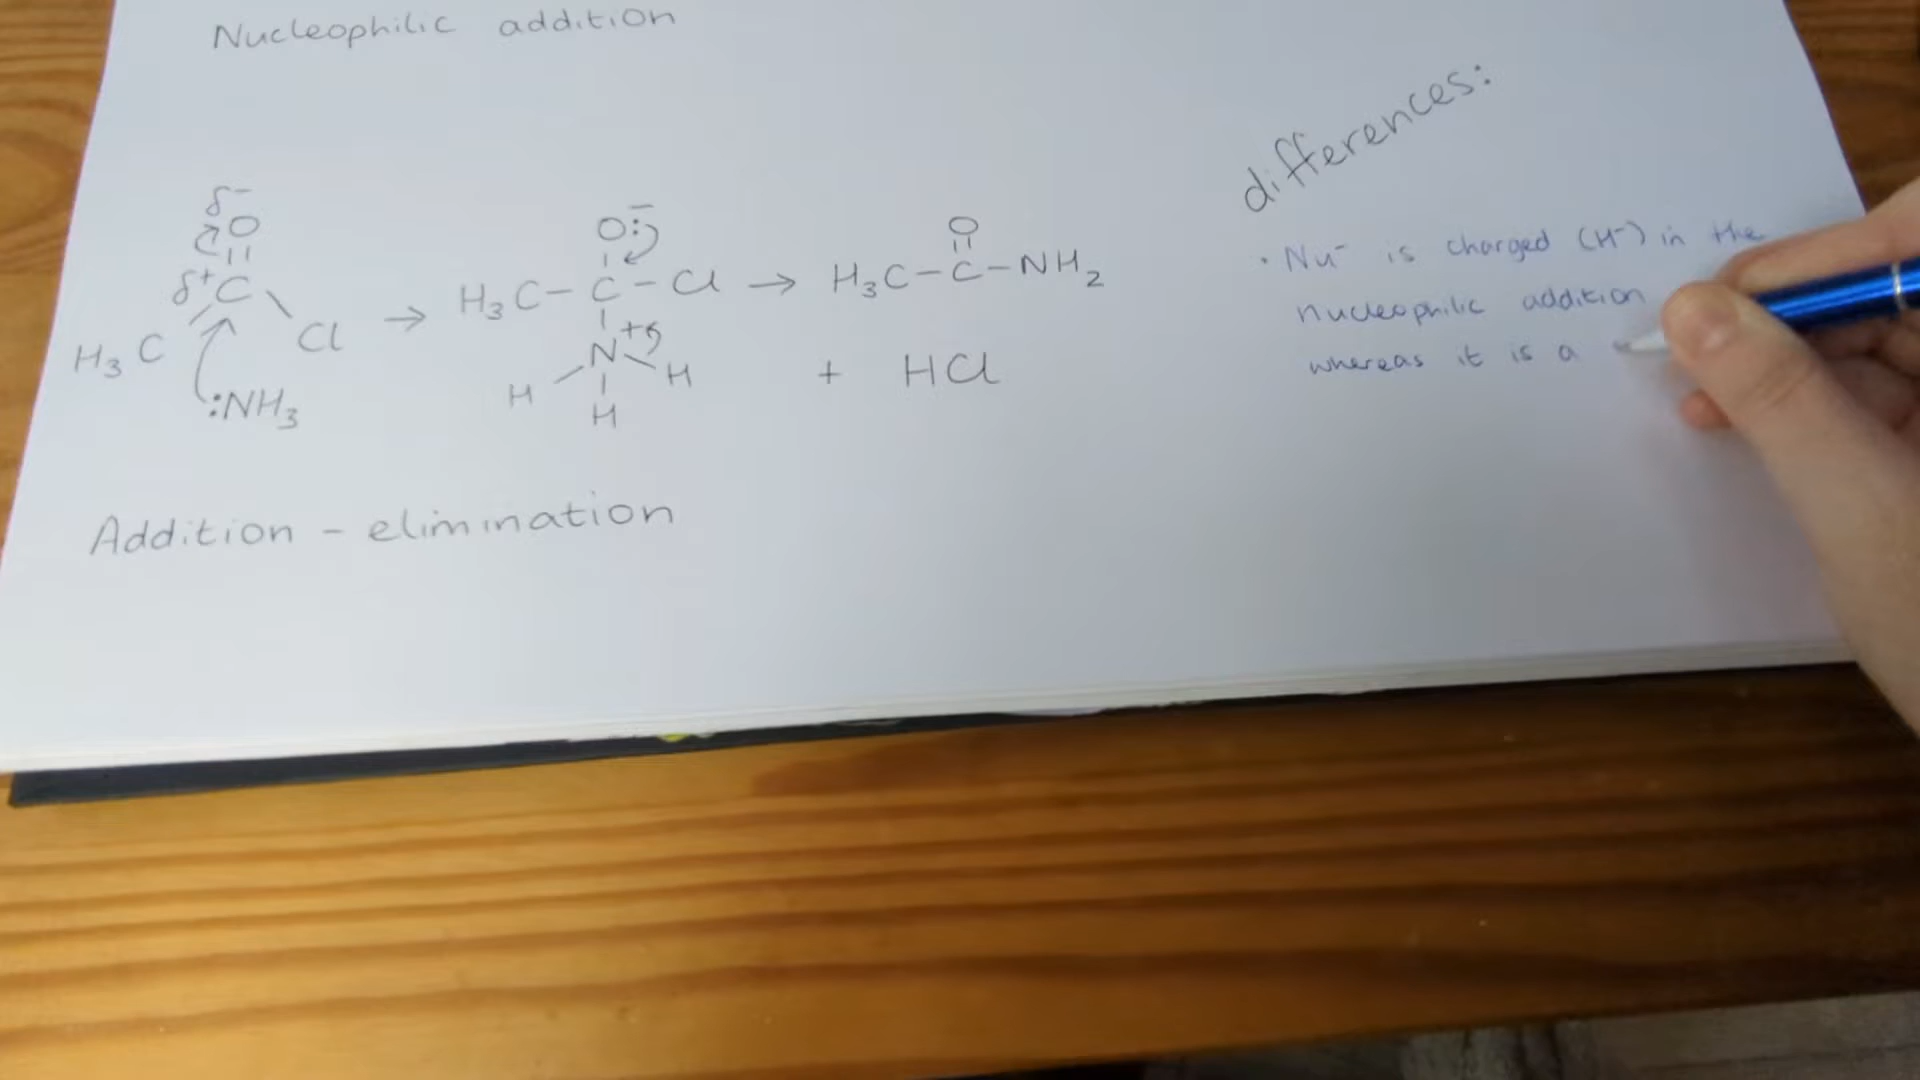 Nucleophilic addition
differences:
δ-
O
δ+ C
H3C
Cl
:NH3
→
O:-
H3C-C-Cl
N+
H H
H
→
O
H3C-C-NH2
+ HCl
• Nu- is charged (H-) in the
nucleophilic addition
whereas it is a
Addition - elimination